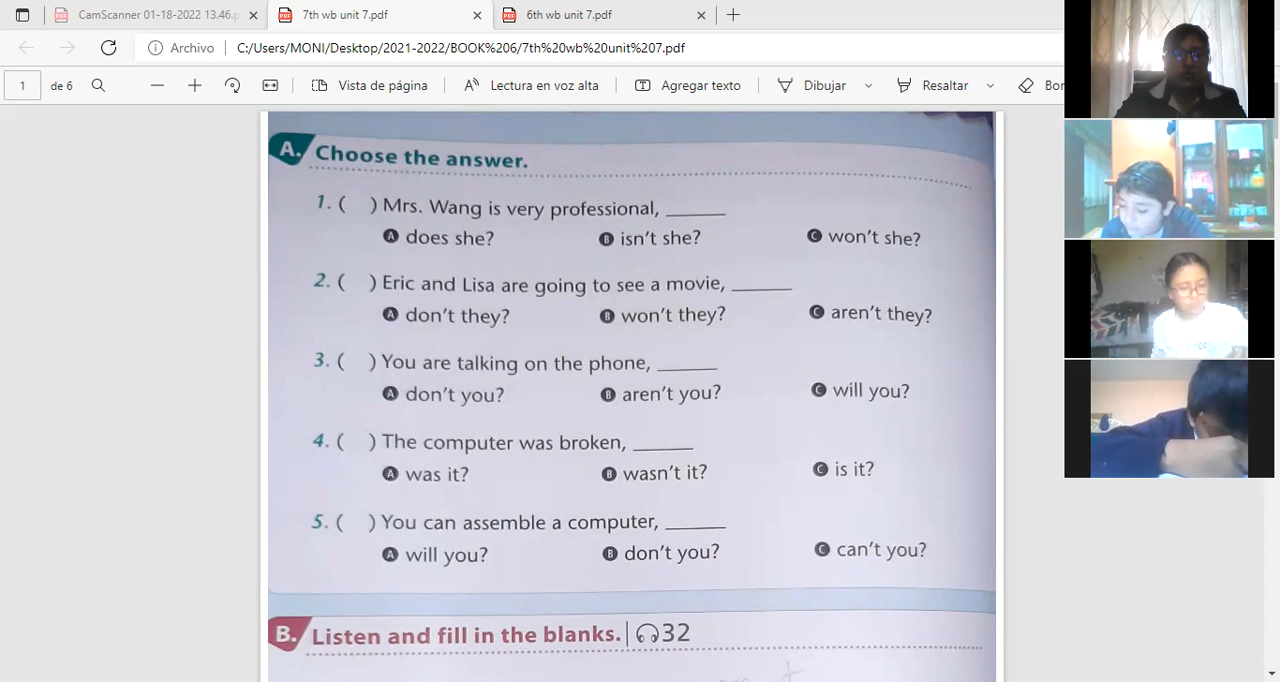 CamScanner 01-18-2022 13.46.p
7th wb unit 7.pdf
6th wb unit 7.pdf
Archivo
C:/Users/MONI/Desktop/2021-2022/BOOK%206/7th%20wb%20unit%207.pdf
1 de 6
Vista de página
Lectura en voz alta
Agregar texto
Dibujar
Resaltar
Bor
A. Choose the answer.
1. ( ) Mrs. Wang is very professional, ______
A does she? B isn't she? C won't she?
2. ( ) Eric and Lisa are going to see a movie, ______
A don't they? B won't they? C aren't they?
3. ( ) You are talking on the phone, ______
A don't you? B aren't you? C will you?
4. ( ) The computer was broken, ______
A was it? B wasn't it? C is it?
5. ( ) You can assemble a computer, ______
A will you? B don't you? C can't you?
B. Listen and fill in the blanks. | 32